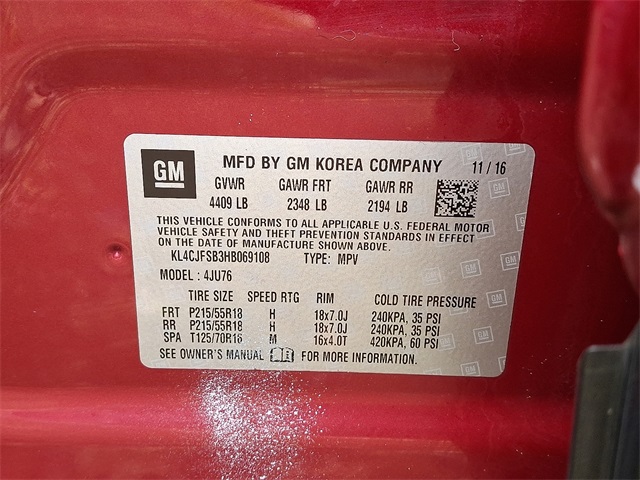 GM MFD BY GM KOREA COMPANY 11 / 16
GVWR GAWR FRT GAWR RR
4409 LB 2348 LB 2194 LB
THIS VEHICLE CONFORMS TO ALL APPLICABLE U.S. FEDERAL MOTOR
VEHICLE SAFETY AND THEFT PREVENTION STANDARDS IN EFFECT
ON THE DATE OF MANUFACTURE SHOWN ABOVE.
KL4CJFSB3HB069108 TYPE: MPV
MODEL : 4JU76
TIRE SIZE SPEED RTG RIM COLD TIRE PRESSURE
FRT P215/55R18 H 18x7.0J 240KPA, 35 PSI
RR P215/55R18 H 18x7.0J 240KPA, 35 PSI
SPA T125/70R16 M 16x4.0T 420KPA, 60 PSI
SEE OWNER'S MANUAL FOR MORE INFORMATION.